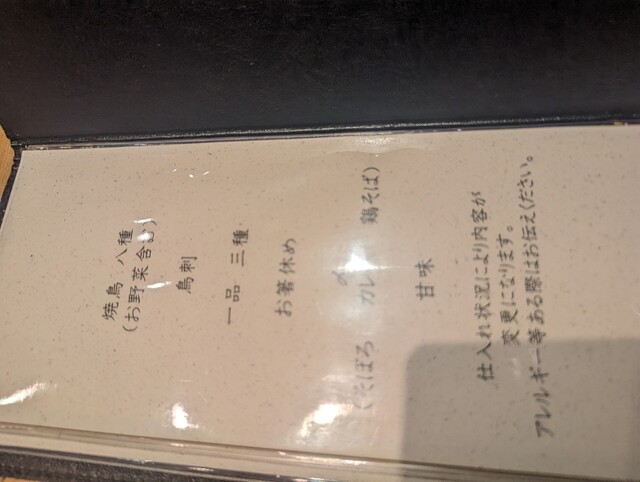 焼鳥 八種
(お野菜含む)
鳥刺
一品 三種
お箸休め
〆
(そぼろ カレー 鶏そば)
甘味
仕入れ状況により内容が
変更になります。
アレルギー等ある際はお伝えください。